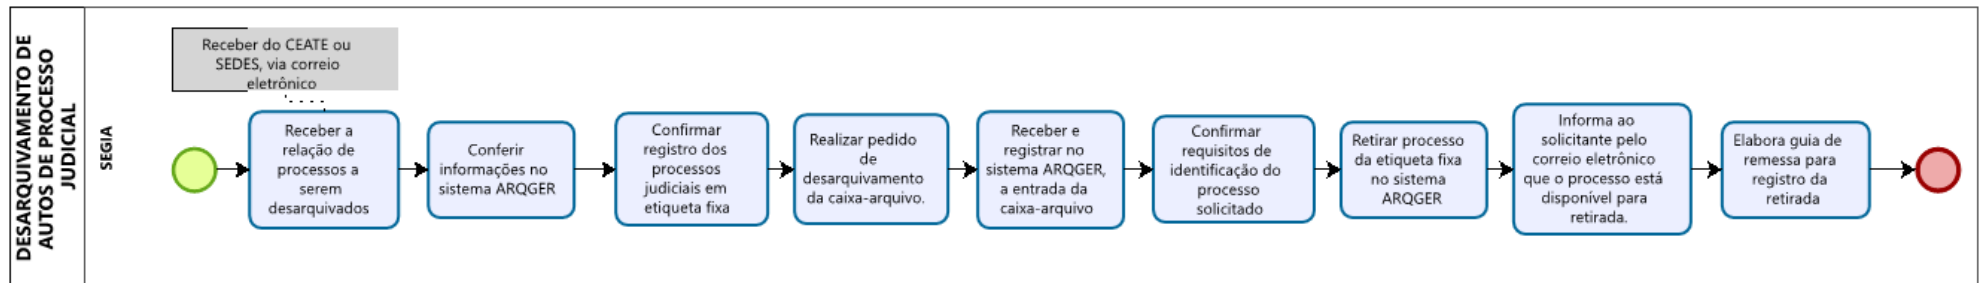 DESARQUIVAMENTO DE
AUTOS DE PROCESSO
JUDICIAL
SEGIA
Receber do CEATE ou
SEDES, via correio
eletrônico
Receber a
relação de
processos a
serem
desarquivados
Conferir
informações no
sistema ARQGER
Confirmar
registro dos
processos
judiciais em
etiqueta fixa
Realizar pedido
de
desarquivamento
da caixa-arquivo.
Receber e
registrar no
sistema ARQGER,
a entrada da
caixa-arquivo
Confirmar
requisitos de
identificação do
processo
solicitado
Retirar processo
da etiqueta fixa
no sistema
ARQGER
Informa ao
solicitante pelo
correio eletrônico
que o processo está
disponível para
retirada.
Elabora guia de
remessa para
registro da
retirada